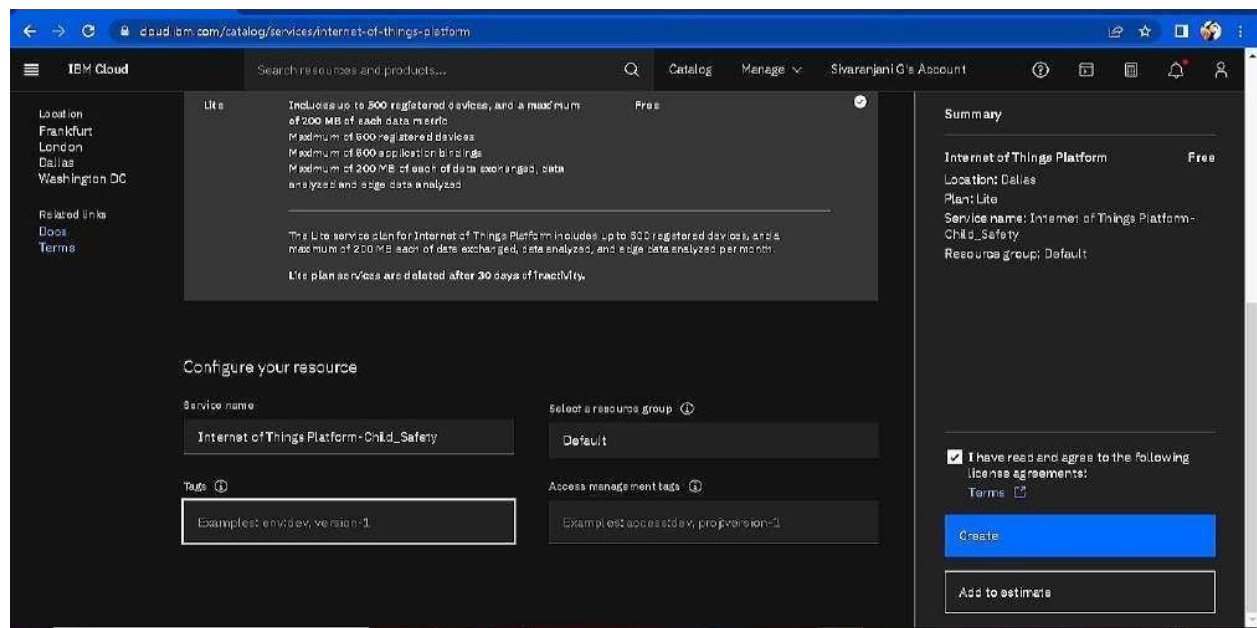 cloud.ibm.com/catalog/services/internet-of-things-platform
IBM Cloud
Search resources and products...
Catalog
Manage
Sivaranjani G's Account
Location
Frankfurt
London
Dallas
Washington DC
Related links
Docs
Terms
Lite
Includes up to 500 registered devices, and a maximum
of 200 MB of each data metric
Maximum of 500 registered devices
Maximum of 500 application bindings
Maximum of 200 MB of each of data exchanged, data
analyzed and edge data analyzed
Free
The Lite service plan for Internet of Things Platform includes up to 500 registered devices, and a
maximum of 200 MB each of data exchanged, data analyzed, and edge data analyzed per month.
Lite plan services are deleted after 30 days of inactivity.
Configure your resource
Service name
Internet of Things Platform-Child_Safety
Select a resource group
Default
Tags
Examples: env:dev, version-1
Access management tags
Examples: access:dev, proj:version-1
Summary
Internet of Things Platform Free
Location: Dallas
Plan: Lite
Service name: Internet of Things Platform-
Child_Safety
Resource group: Default
I have read and agree to the following
license agreements:
Terms
Create
Add to estimate